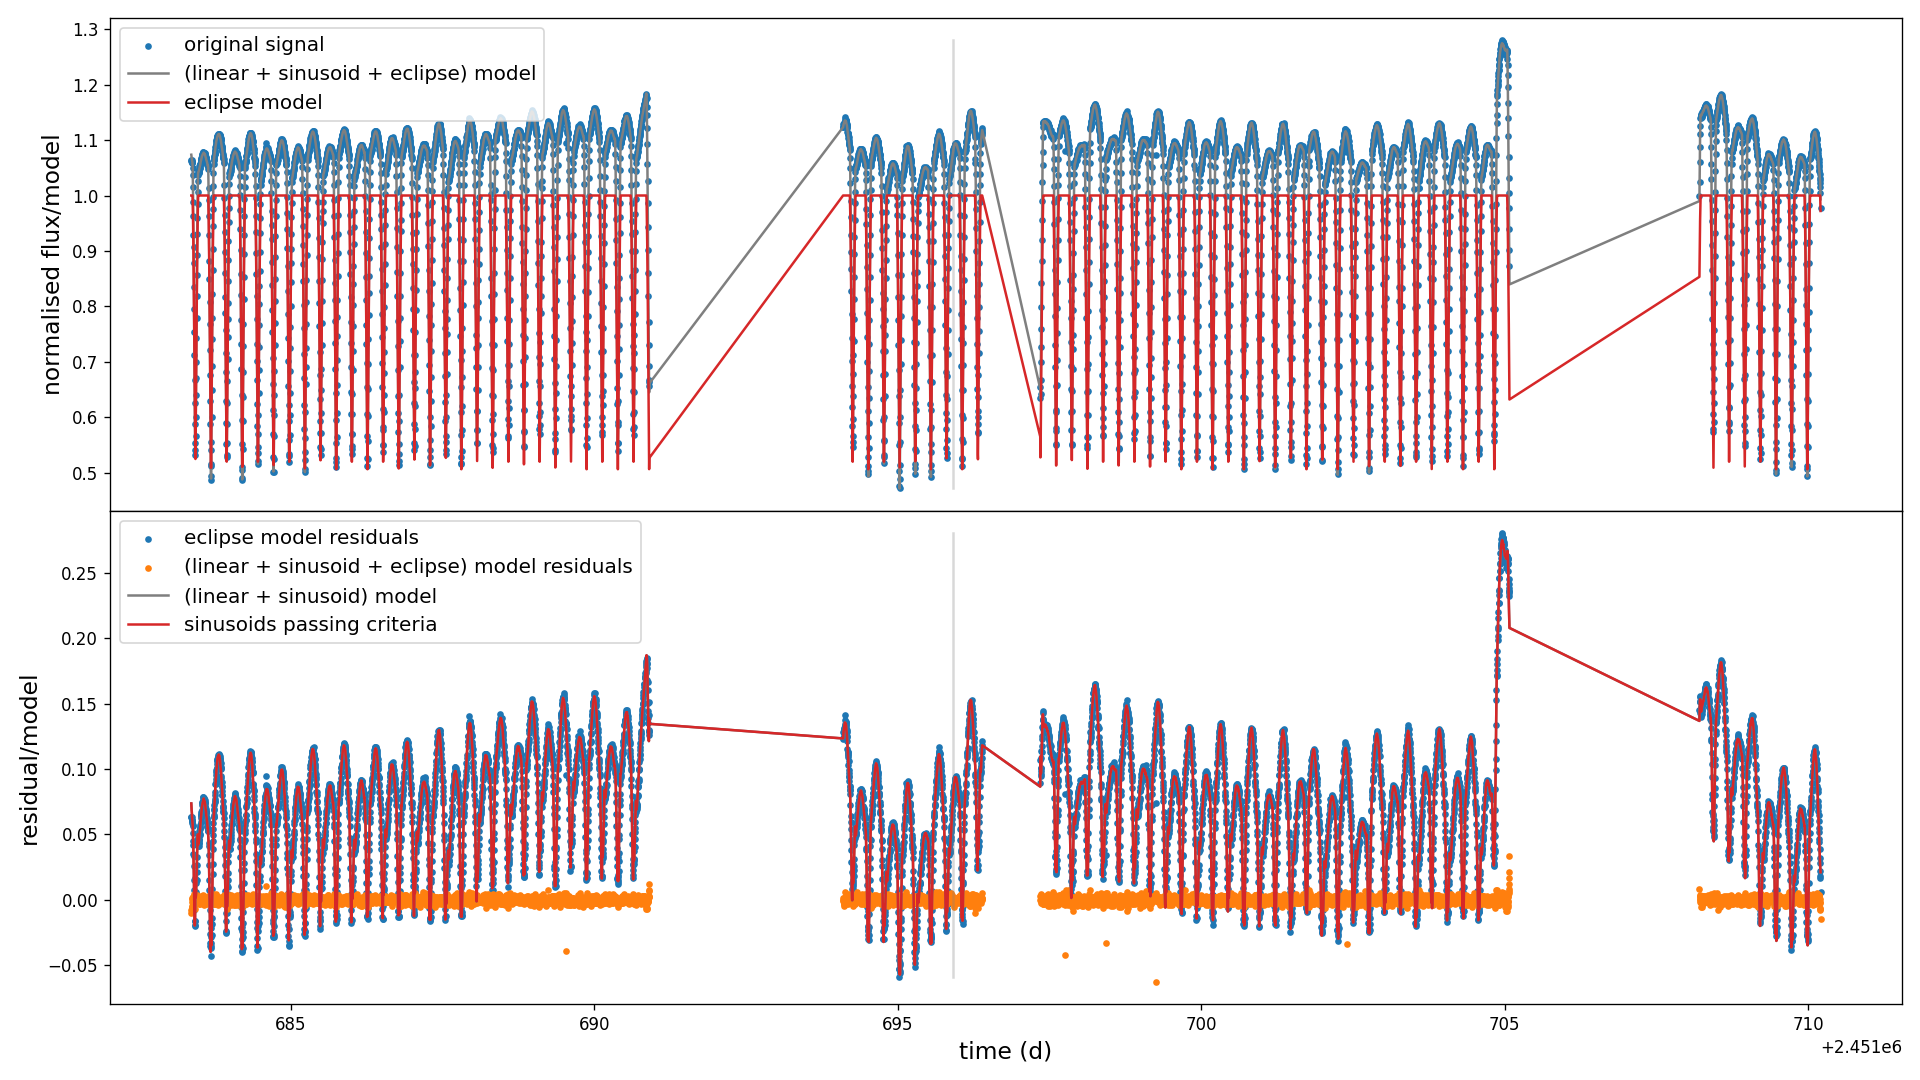 original signal
(linear + sinusoid + eclipse) model
eclipse model
normalised flux/model
1.3
1.2
1.1
1.0
0.9
0.8
0.7
0.6
0.5
eclipse model residuals
(linear + sinusoid + eclipse) model residuals
(linear + sinusoid) model
sinusoids passing criteria
residual/model
0.25
0.20
0.15
0.10
0.05
0.00
−0.05
685 690 695 700 705 710
time (d)
+2.451e6